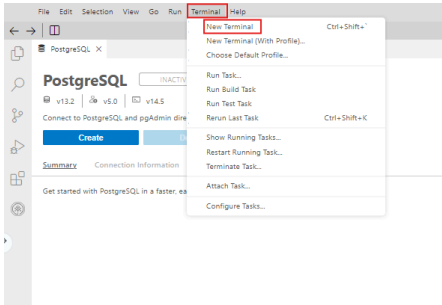 File Edit Selection View Go Run Terminal Help
New Terminal Ctrl+Shift+`
New Terminal (With Profile)...
PostgreSQL
Choose Default Profile...
PostgreSQL
Run Task...
v13.2 v5.0 v14.5
Run Build Task
Run Test Task
Connect to PostgreSQL and pgAdmin
Rerun Last Task Ctrl+Shift+K
Create
Show Running Tasks...
Restart Running Task...
Summary Connection Information
Terminate Task...
Get started with PostgreSQL in a faster,
Attach Task...
Configure Tasks...